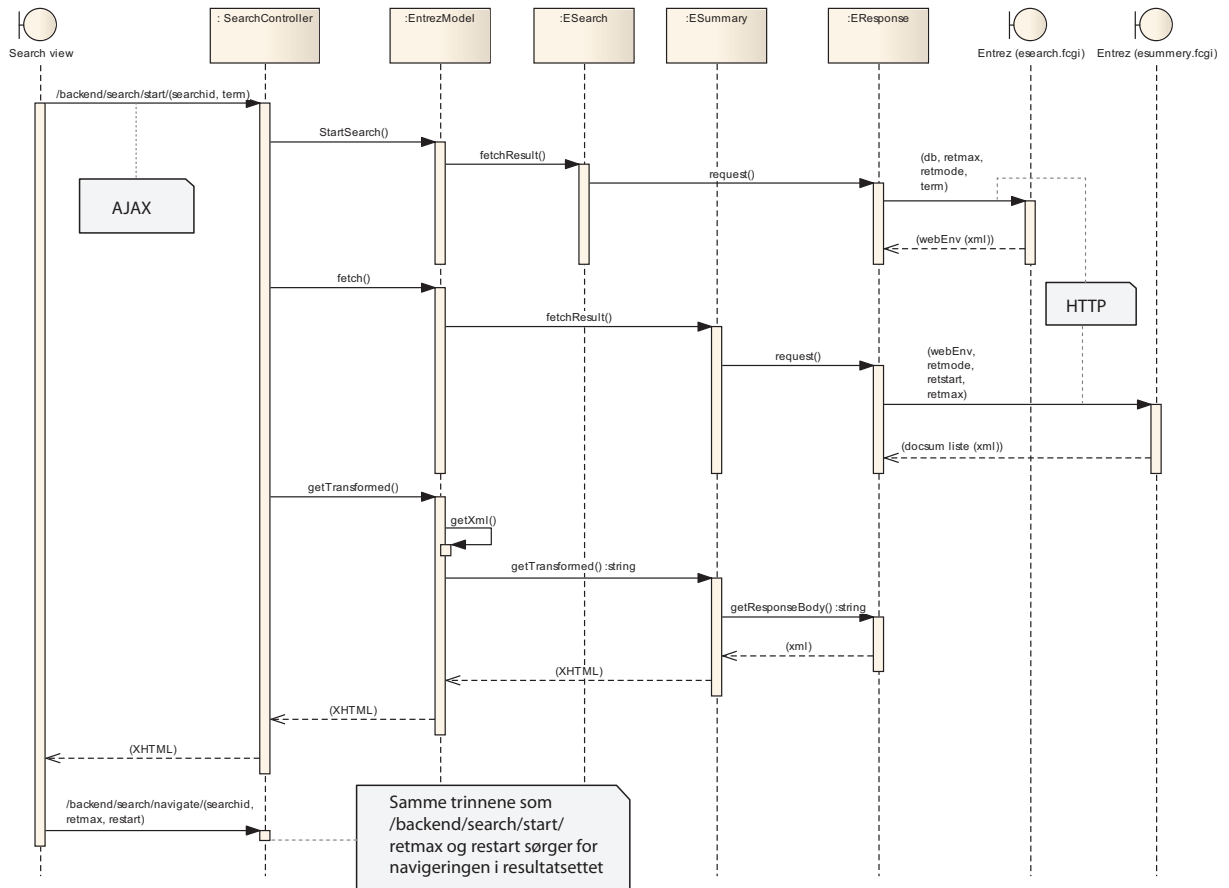 : SearchController
:EntrezModel
:ESearch
:ESummary
:EResponse
Search view
Entrez (esearch.fcgi)
Entrez (esummery.fcgi)
/backend/search/start/(searchid, term)
StartSearch()
fetchResult()
request()
(db, retmax,
retmode,
term)
AJAX
(webEnv (xml))
fetch()
HTTP
fetchResult()
request()
(webEnv,
retmode,
retstart,
retmax)
(docsum liste (xml))
getTransformed()
getXml()
getTransformed() :string
getResponseBody() :string
(xml)
(XHTML)
(XHTML)
(XHTML)
/backend/search/navigate/(searchid,
retmax, restart)
Samme trinnene som
/backend/search/start/
retmax og restart sørger for
navigeringen i resultatsettet